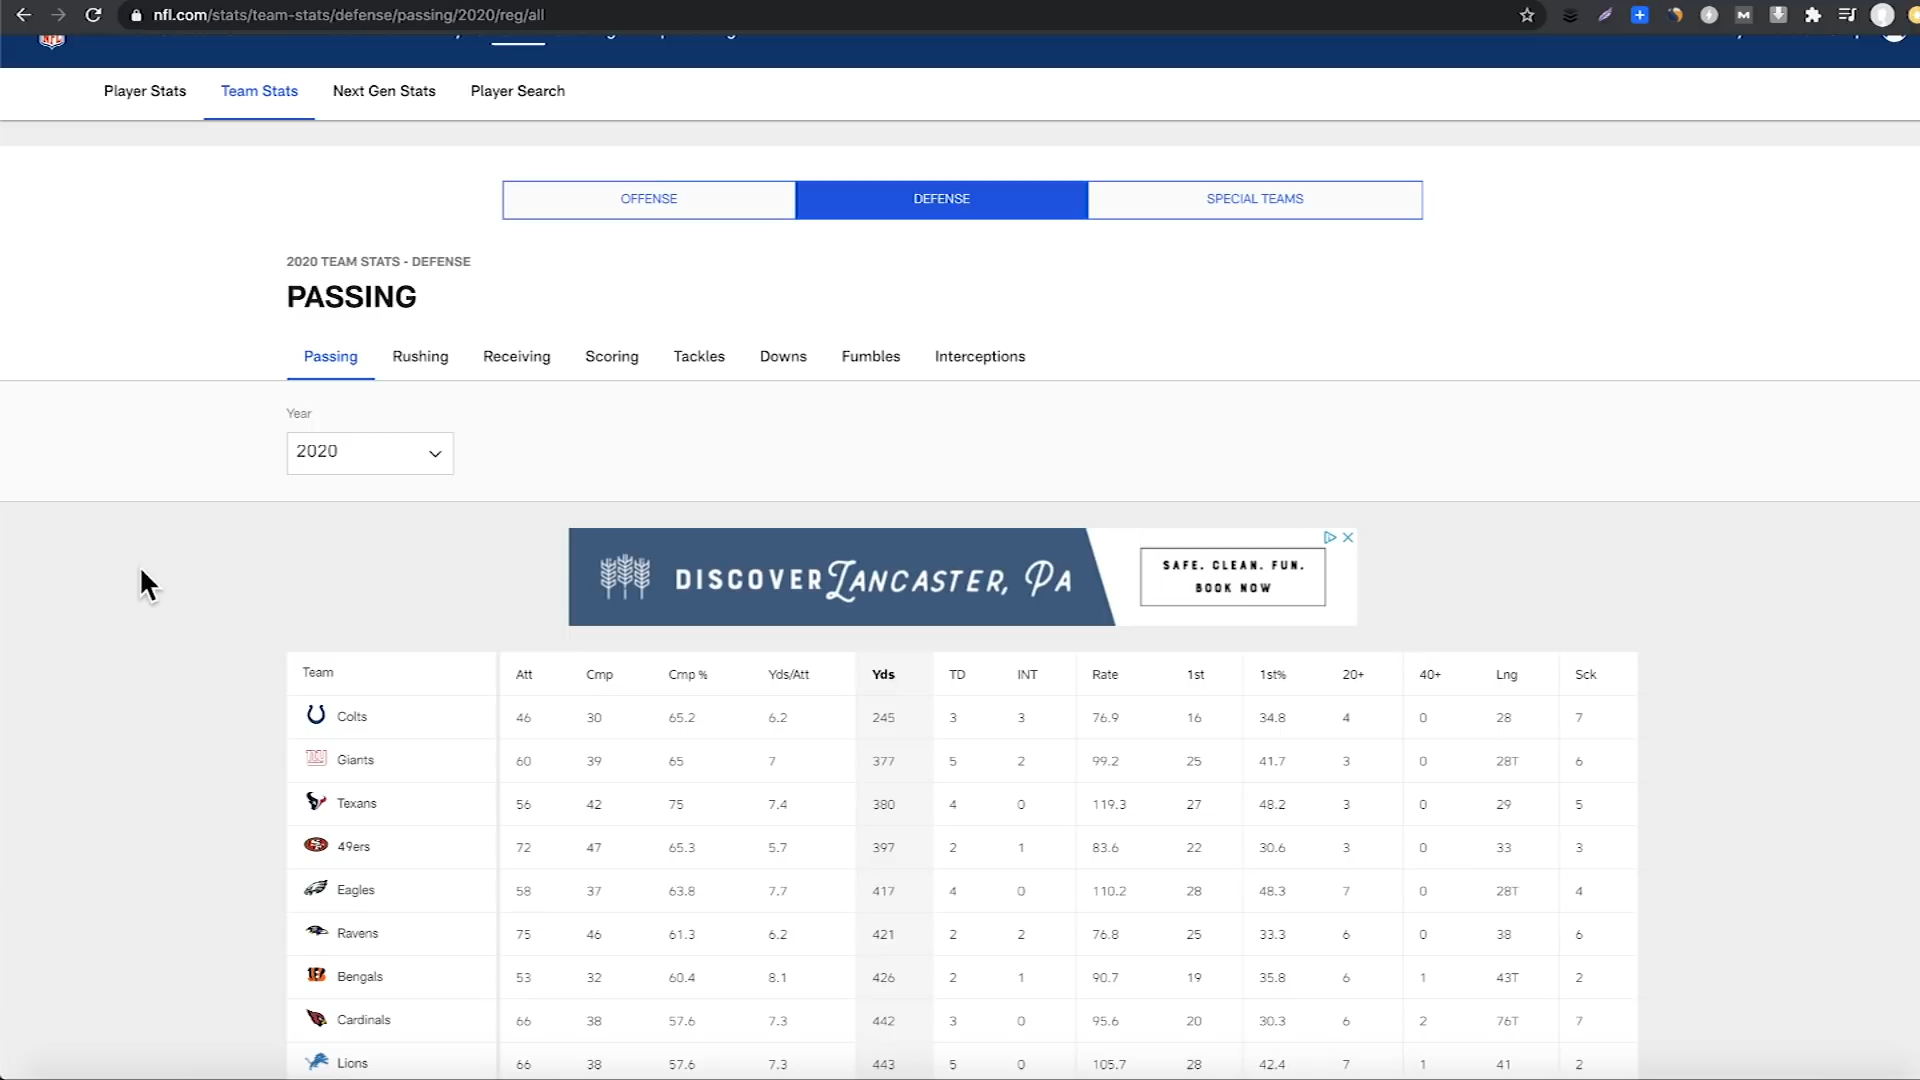 nfl.com/stats/team-stats/defense/passing/2020/reg/all
NFL
Player Stats Team Stats Next Gen Stats Player Search
OFFENSE DEFENSE SPECIAL TEAMS
2020 TEAM STATS - DEFENSE
PASSING
Passing Rushing Receiving Scoring Tackles Downs Fumbles Interceptions
Year
2020
DISCOVER LANCASTER, PA
SAFE. CLEAN. FUN.
BOOK NOW
Team Att Cmp Cmp % Yds/Att Yds TD INT Rate 1st 1st% 20+ 40+ Lng Sck
Colts 46 30 65.2 6.2 245 3 3 76.9 16 34.8 4 0 28 7
Giants 60 39 65 7 377 5 2 99.2 25 41.7 3 0 28T 6
Texans 56 42 75 7.4 380 4 0 119.3 27 48.2 3 0 29 5
49ers 72 47 65.3 5.7 397 2 1 83.6 22 30.6 3 0 33 3
Eagles 58 37 63.8 7.7 417 4 0 110.2 28 48.3 7 0 28T 4
Ravens 75 46 61.3 6.2 421 2 2 76.8 25 33.3 6 0 38 6
Bengals 53 32 60.4 8.1 426 2 1 90.7 19 35.8 6 1 43T 2
Cardinals 66 38 57.6 7.3 442 3 0 95.6 20 30.3 6 2 76T 7
Lions 66 38 57.6 7.3 443 5 0 105.7 28 42.4 7 1 41 2